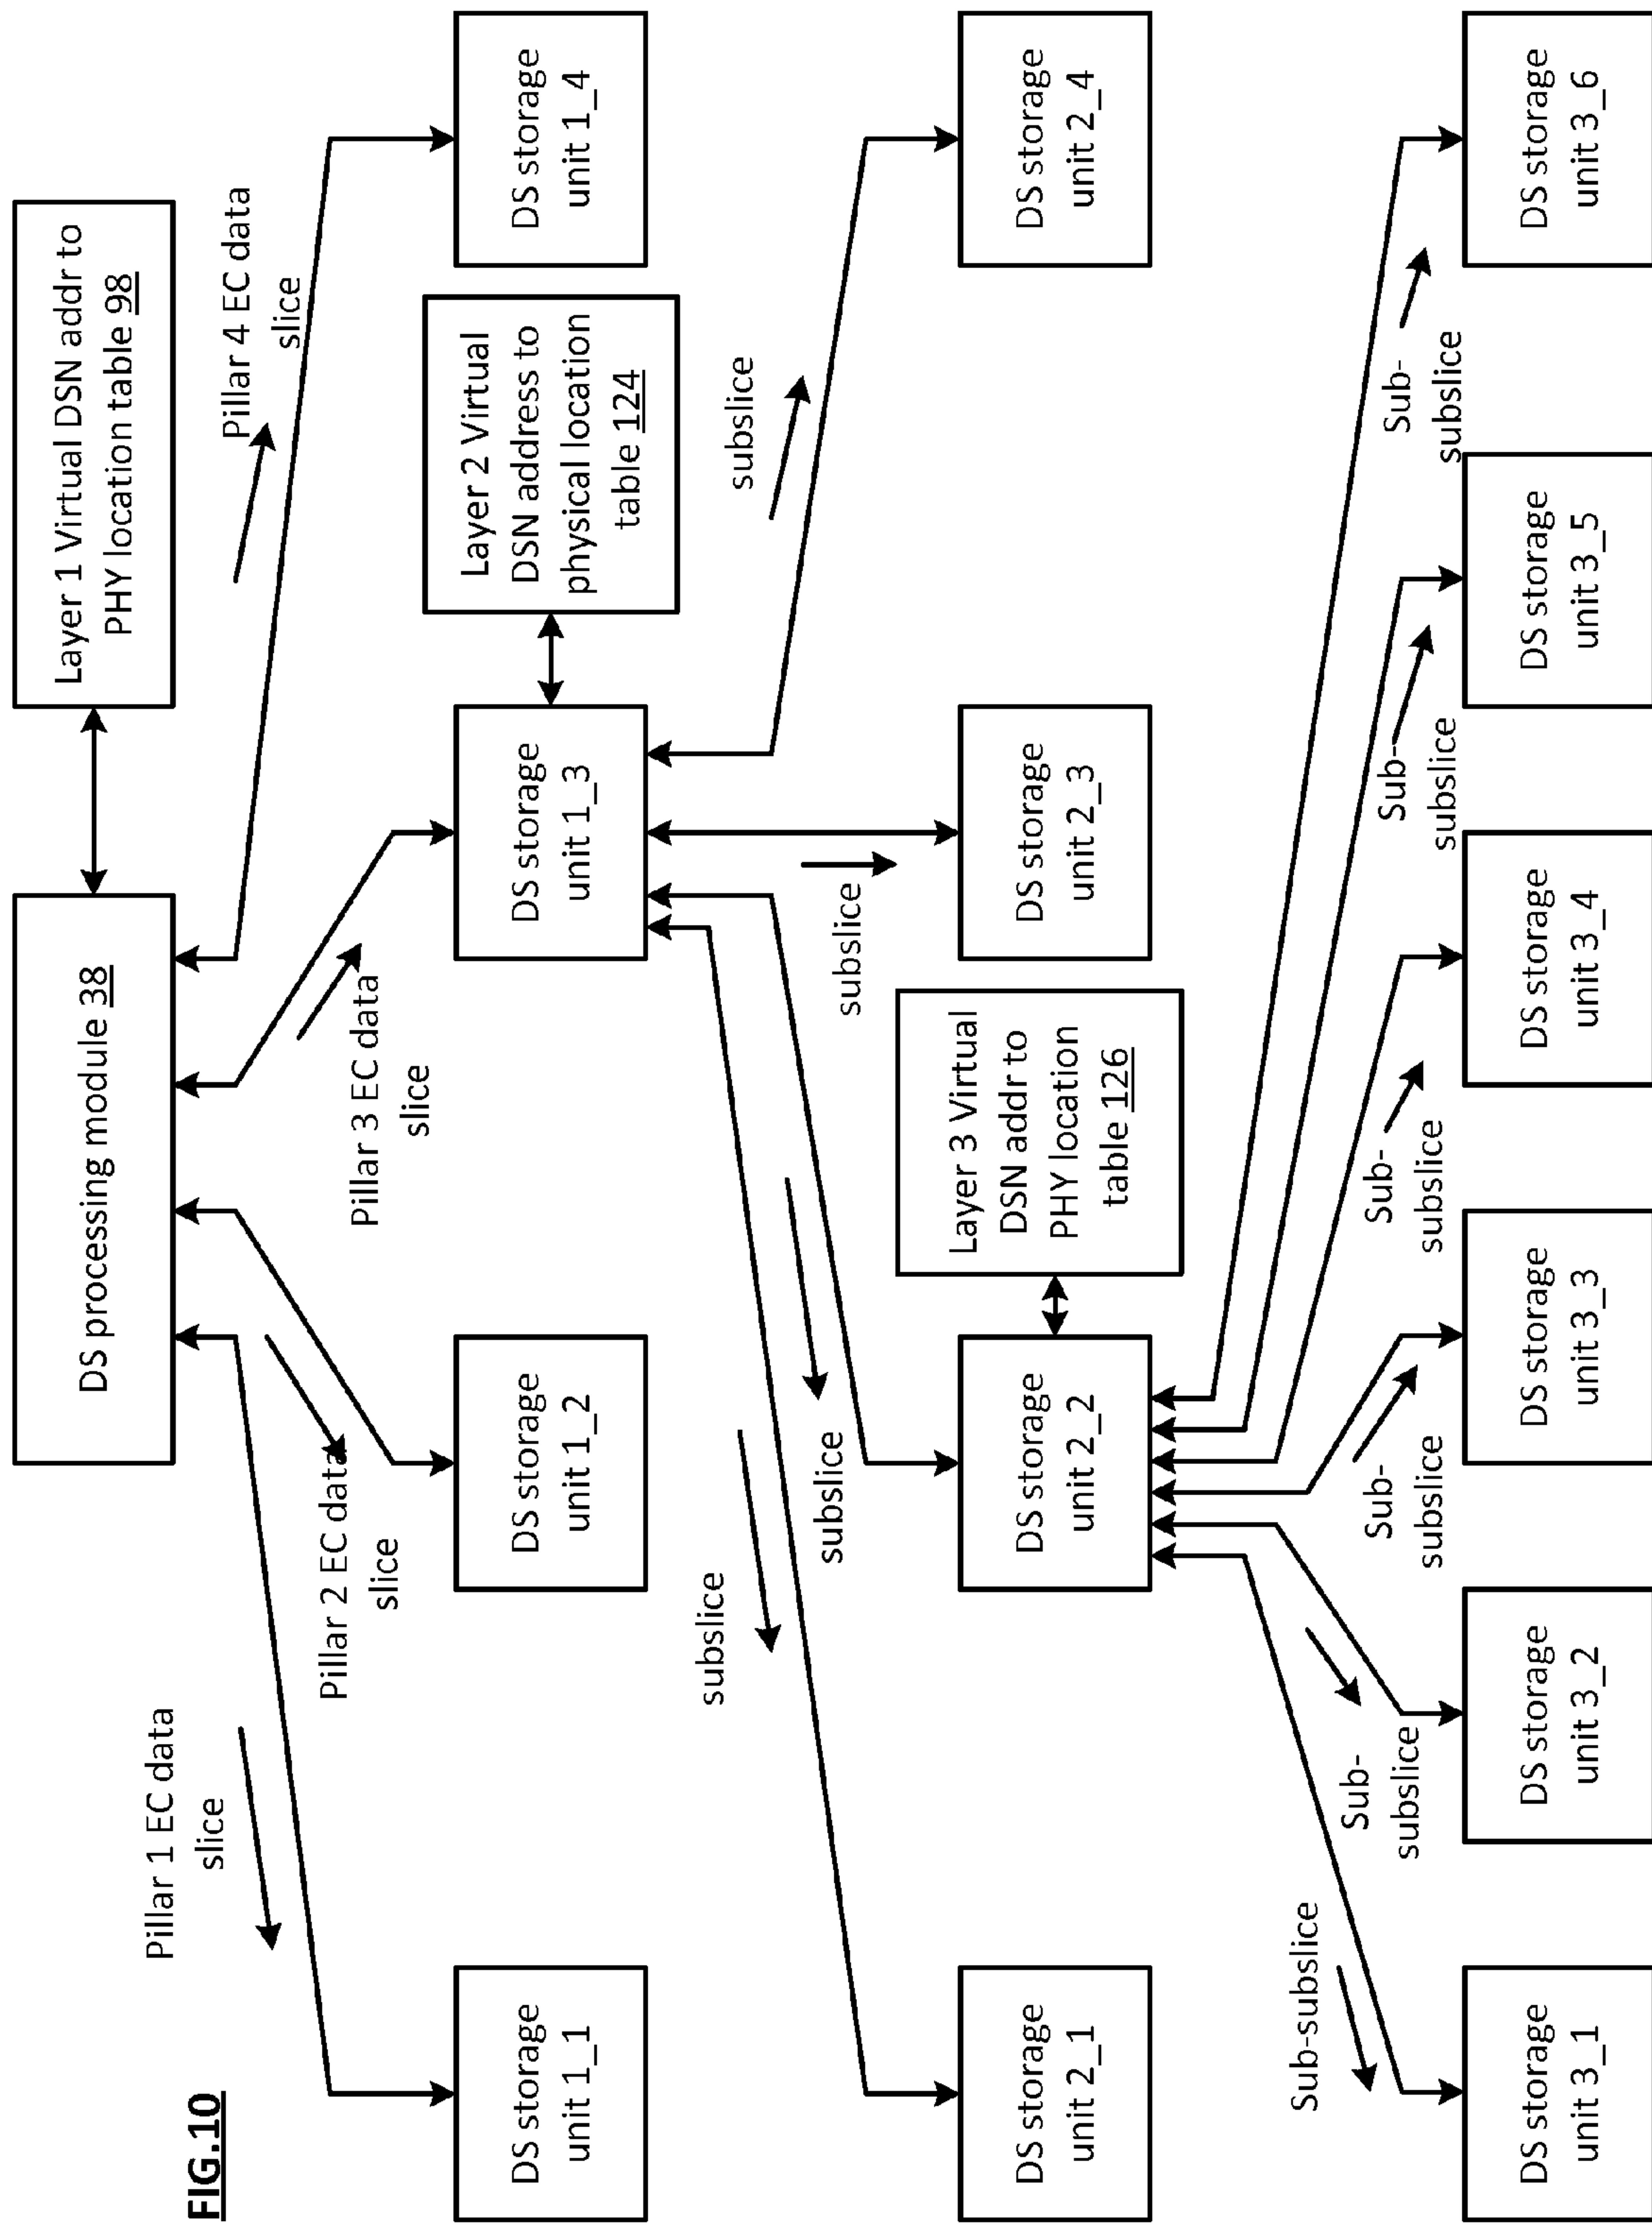 FIG.10
DS processing module 38
Layer 1 Virtual DSN addr to
PHY location table 98
Pillar 1 EC data
slice
Pillar 2 EC data
slice
Pillar 3 EC data
slice
Pillar 4 EC data
slice
DS storage
unit 1_1
DS storage
unit 1_2
DS storage
unit 1_3
Layer 2 Virtual
DSN address to
physical location
table 124
DS storage
unit 1_4
subslice
subslice
subslice
subslice
DS storage
unit 2_1
DS storage
unit 2_2
Layer 3 Virtual
DSN addr to
PHY location
table 126
DS storage
unit 2_3
DS storage
unit 2_4
Sub-subslice
Sub-
subslice
Sub-
subslice
Sub-
subslice
Sub-
subslice
Sub-
subslice
DS storage
unit 3_1
DS storage
unit 3_2
DS storage
unit 3_3
DS storage
unit 3_4
DS storage
unit 3_5
DS storage
unit 3_6